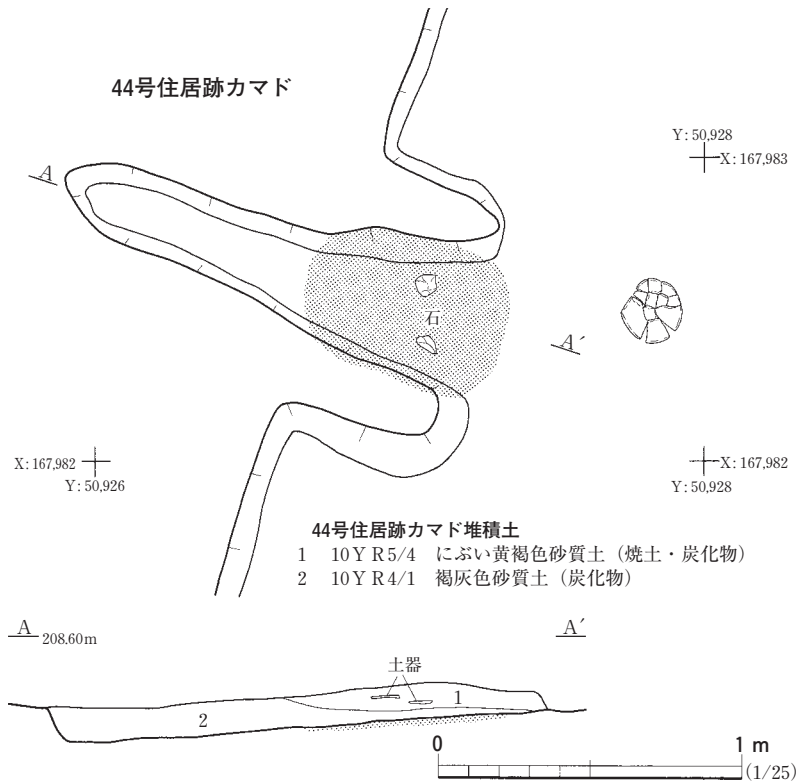 44号住居跡カマド
Y: 50,928
X: 167,983
A
石
A´
X: 167,982
Y: 50,926
X: 167,982
Y: 50,928
44号住居跡カマド堆積土
1 10YR5/4 にぶい黄褐色砂質土（焼土・炭化物）
2 10YR4/1 褐灰色砂質土（炭化物）
A 208.60m
A´
土器
1
2
0 1 m
(1/25)